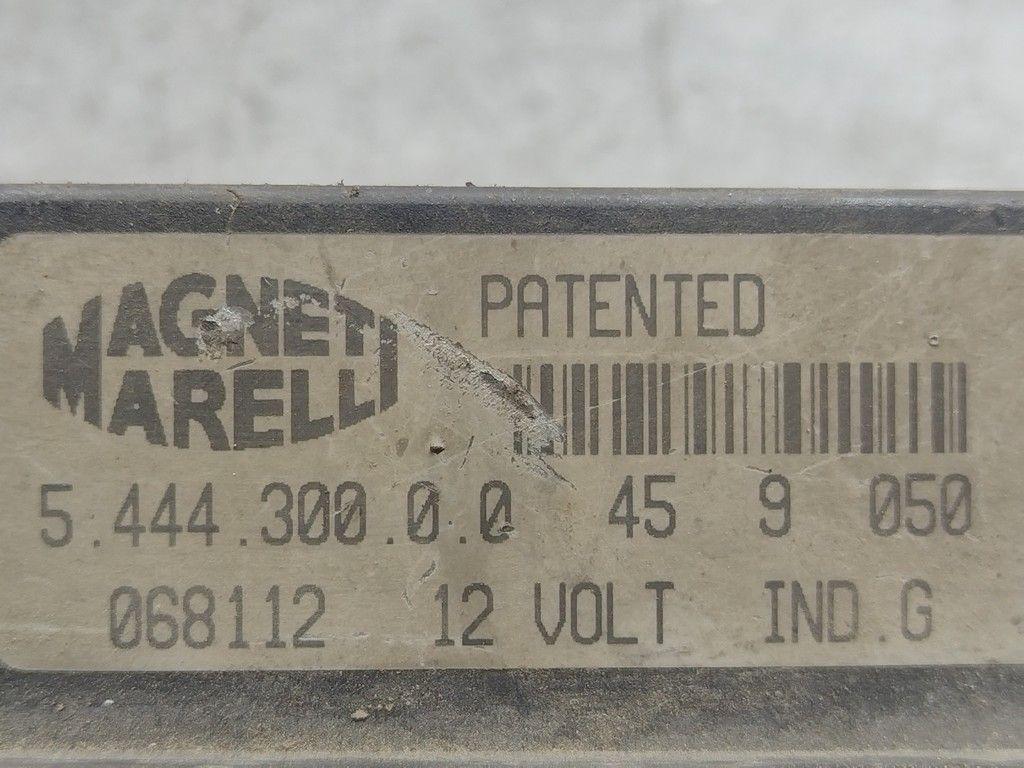 MAGNETI
MARELLI
PATENTED
5.444.300.0.0 45 9 050
068112 12 VOLT IND.G